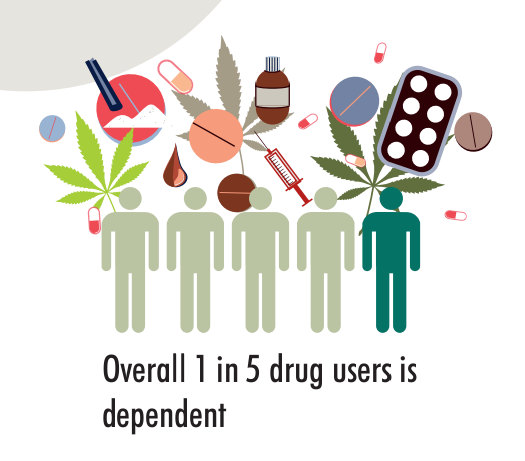 Overall 1 in 5 drug users is
dependent